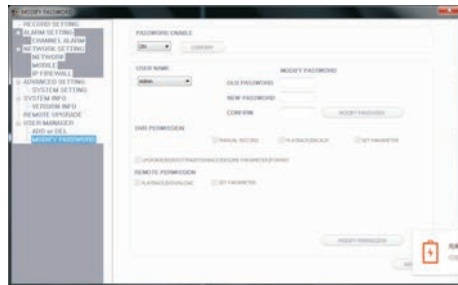 MODIFY PASSWORD
RECORD SETTING
ALARM SETTING
CHANNEL ALARM
NETWORK SETTING
NETWORK
MOBILE
IP FIREWALL
ADVANCED SETTING
SYSTEM SETTING
SYSTEM INFO
VERSION INFO
REMOTE UPGRADE
USER MANAGER
ADD or DEL
MODIFY PASSWORD
PASSWORD ENABLE
ON
CONFIRM
USER NAME
MODIFY PASSWORD
Admin
OLD PASSWORD
NEW PASSWORD
CONFIRM
MODIFY PASSWORD
DVR PERMISSION
MANUAL RECORD
PLAYBACK/BACKUP
SET PARAMETER
REMOTE PERMISSION
PLAYBACK/DOWNLOAD
SET PARAMETER
MODIFY PERMISSION